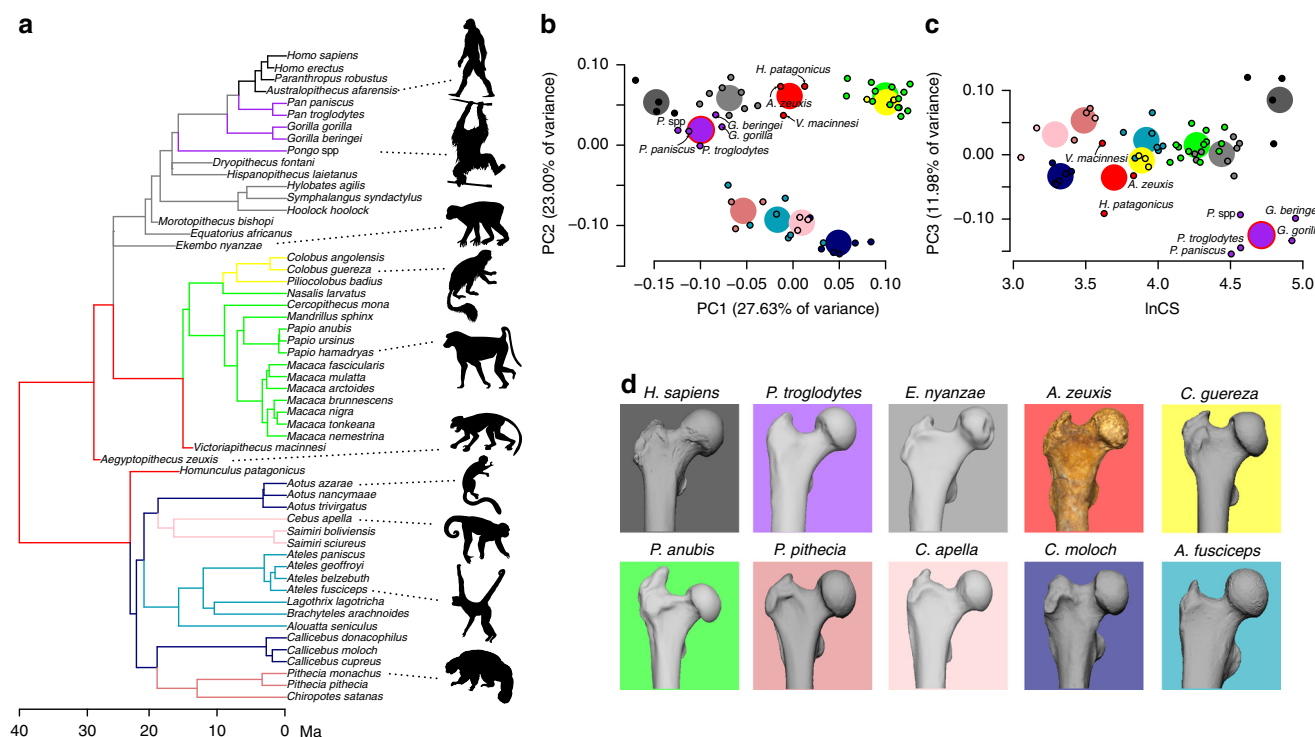 a
Homo sapiens
Homo erectus
Paranthropus robustus
Australopithecus afarensis
Pan paniscus
Pan troglodytes
Gorilla gorilla
Gorilla beringei
Pongo spp
Dryopithecus fontani
Hispanopithecus laietanus
Hylobates agilis
Symphalangus syndactylus
Hoolock hoolock
Morotopithecus bishopi
Equatorius africanus
Ekembo nyanzae
Colobus angolensis
Colobus guereza
Piliocolobus badius
Nasalis larvatus
Cercopithecus mona
Mandrillus sphinx
Papio anubis
Papio ursinus
Papio hamadryas
Macaca fascicularis
Macaca mulatta
Macaca arctoides
Macaca brunnescens
Macaca nigra
Macaca tonkeana
Macaca nemestrina
Victoriapithecus macinnesi
Aegyptopithecus zeuxis
Homunculus patagonicus
Aotus azarae
Aotus nancymaae
Aotus trivirgatus
Cebus apella
Saimiri boliviensis
Saimiri sciureus
Ateles paniscus
Ateles geoffroyi
Ateles belzebuth
Ateles fusciceps
Lagothrix lagotricha
Brachyteles arachnoides
Alouatta seniculus
Callicebus donacophilus
Callicebus moloch
Callicebus cupreus
Pithecia monachus
Pithecia pithecia
Chiropotes satanas
40 30 20 10 0 Ma
b
PC2 (23.00% of variance)
0.10
0.00
−0.10
H. patagonicus
A. zeuxis
V. macinnesi
P. spp
G. beringei
G. gorilla
P. paniscus
P. troglodytes
−0.15 −0.10 −0.05 0.00 0.05 0.10
PC1 (27.63% of variance)
c
PC3 (11.98% of variance)
0.10
0.00
−0.10
V. macinnesi
A. zeuxis
H. patagonicus
P. spp
G. beringe
G. gorill
P. troglodytes
P. paniscus
3.0 3.5 4.0 4.5 5.0
lnCS
d
H. sapiens P. troglodytes E. nyanzae A. zeuxis C. guereza
P. anubis P. pithecia C. apella C. moloch A. fusciceps